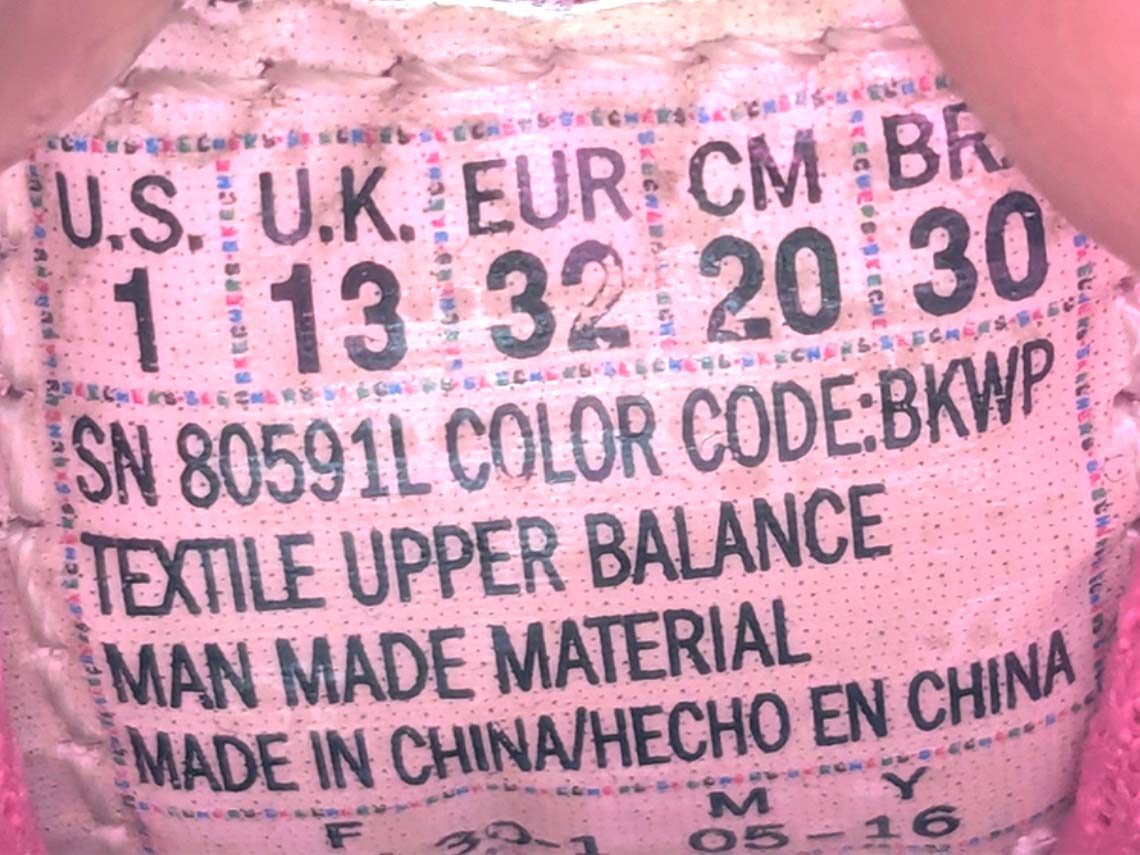 U.S. U.K. EUR CM BR
1 13 32 20 30
SN 80591L COLOR CODE:BKWP
TEXTILE UPPER BALANCE
MAN MADE MATERIAL
MADE IN CHINA/HECHO EN CHINA
M Y
F 05-16